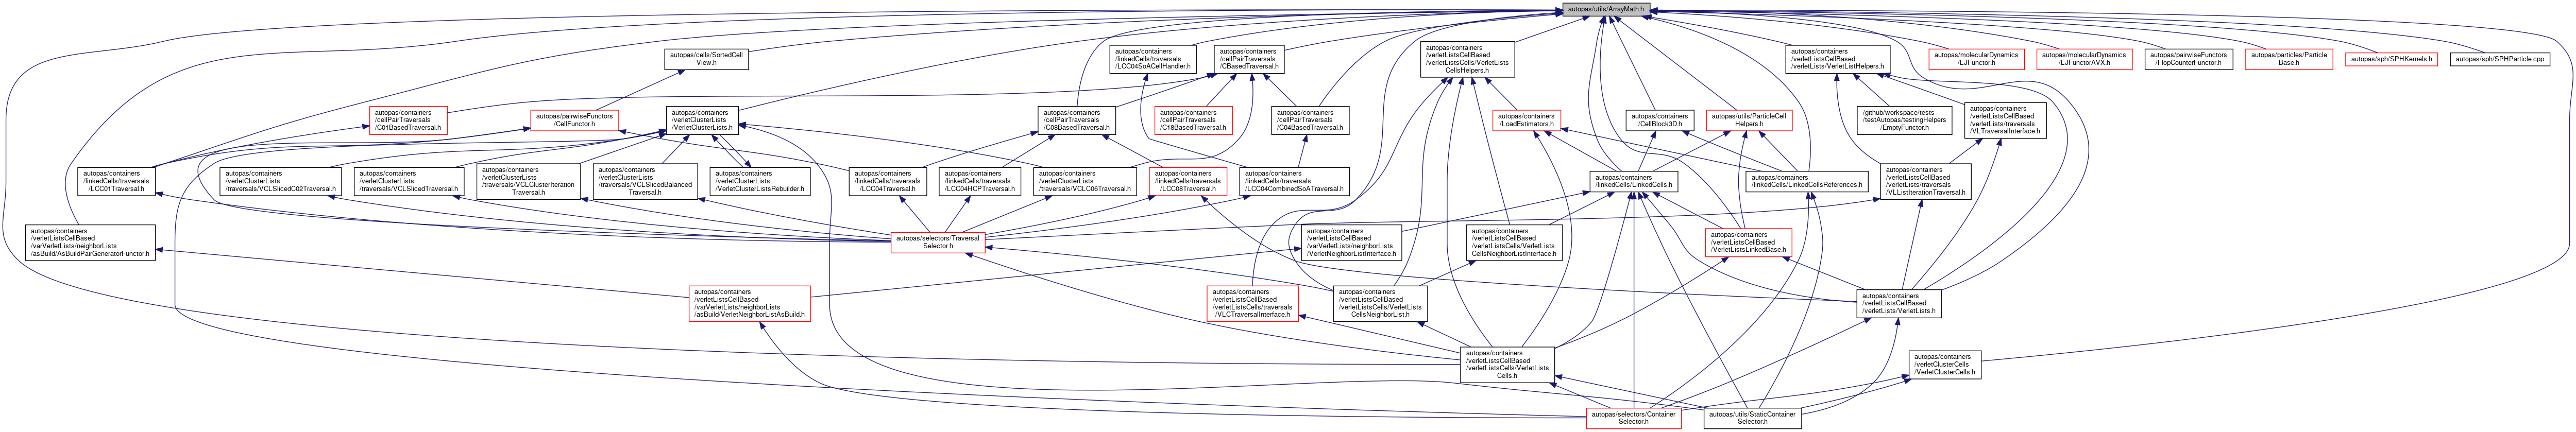 autopas/utils/ArrayMath.h
autopas/cells/SortedCell
View.h
autopas/containers
/linkedCells/traversals
/LCC04SoACellHandler.h
autopas/containers
/cellPairTraversals
/CBasedTraversal.h
autopas/containers
/verletListsCellBased
/verletListsCells/VerletLists
CellsHelpers.h
autopas/containers
/verletListsCellBased
/verletLists/VerletListHelpers.h
autopas/molecularDynamics
/LJFunctor.h
autopas/molecularDynamics
/LJFunctorAVX.h
autopas/pairwiseFunctors
/FlopCounterFunctor.h
autopas/particles/Particle
Base.h
autopas/sph/SPHKernels.h
autopas/sph/SPHParticle.cpp
autopas/containers
/cellPairTraversals
/C01BasedTraversal.h
autopas/pairwiseFunctors
/CellFunctor.h
autopas/containers
/verletClusterLists
/VerletClusterLists.h
autopas/containers
/cellPairTraversals
/C08BasedTraversal.h
autopas/containers
/cellPairTraversals
/C18BasedTraversal.h
autopas/containers
/cellPairTraversals
/C04BasedTraversal.h
autopas/containers
/LoadEstimators.h
autopas/containers
/CellBlock3D.h
autopas/utils/ParticleCell
Helpers.h
/github/workspace/tests
/testAutopas/testingHelpers
/EmptyFunctor.h
autopas/containers
/verletListsCellBased
/verletLists/traversals
/VLTraversalInterface.h
autopas/containers
/linkedCells/traversals
/LCC01Traversal.h
autopas/containers
/verletClusterLists
/traversals/VCLSlicedC02Traversal.h
autopas/containers
/verletClusterLists
/traversals/VCLSlicedTraversal.h
autopas/containers
/verletClusterLists
/traversals/VCLClusterIteration
Traversal.h
autopas/containers
/verletClusterLists
/traversals/VCLSlicedBalanced
Traversal.h
autopas/containers
/verletClusterLists
/VerletClusterListsRebuilder.h
autopas/containers
/linkedCells/traversals
/LCC04Traversal.h
autopas/containers
/linkedCells/traversals
/LCC04HCPTraversal.h
autopas/containers
/verletClusterLists
/traversals/VCLC06Traversal.h
autopas/containers
/linkedCells/traversals
/LCC08Traversal.h
autopas/containers
/linkedCells/traversals
/LCC04CombinedSoATraversal.h
autopas/containers
/linkedCells/LinkedCells.h
autopas/containers
/linkedCells/LinkedCellsReferences.h
autopas/containers
/verletListsCellBased
/verletLists/traversals
/VLListIterationTraversal.h
autopas/containers
/verletListsCellBased
/varVerletLists/neighborLists
/asBuild/AsBuildPairGeneratorFunctor.h
autopas/selectors/Traversal
Selector.h
autopas/containers
/verletListsCellBased
/varVerletLists/neighborLists
/VerletNeighborListInterface.h
autopas/containers
/verletListsCellBased
/verletListsCells/VerletLists
CellsNeighborListInterface.h
autopas/containers
/verletListsCellBased
/VerletListsLinkedBase.h
autopas/containers
/verletListsCellBased
/varVerletLists/neighborLists
/asBuild/VerletNeighborListAsBuild.h
autopas/containers
/verletListsCellBased
/verletListsCells/traversals
/VLCTraversalInterface.h
autopas/containers
/verletListsCellBased
/verletListsCells/VerletLists
CellsNeighborList.h
autopas/containers
/verletListsCellBased
/verletLists/VerletLists.h
autopas/containers
/verletListsCellBased
/verletListsCells/VerletLists
Cells.h
autopas/containers
/verletClusterCells
/VerletClusterCells.h
autopas/selectors/Container
Selector.h
autopas/utils/StaticContainer
Selector.h